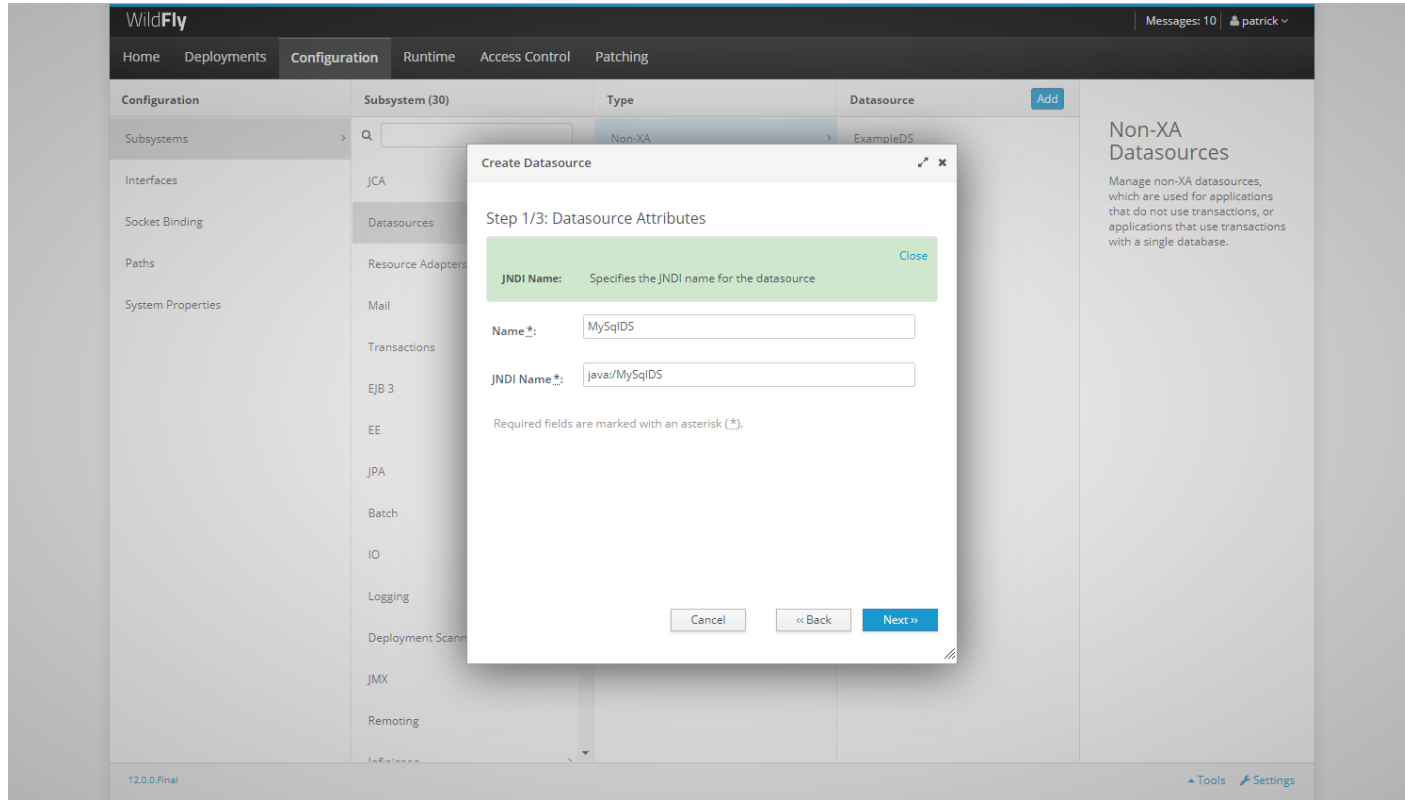 WildFly
Messages: 10 patrick
Home Deployments Configuration Runtime Access Control Patching
Configuration
Subsystems
Interfaces
Socket Binding
Paths
System Properties
Subsystem (30)
JCA
Datasources
Resource Adapters
Mail
Transactions
EJB 3
EE
JPA
Batch
IO
Logging
Deployment Scann
JMX
Remoting
Type
Non-XA
Datasource Add
ExampleDS
Non-XA
Datasources
Manage non-XA datasources,
which are used for applications
that do not use transactions, or
applications that use transactions
with a single database.
Create Datasource
Step 1/3: Datasource Attributes
Close
JNDI Name: Specifies the JNDI name for the datasource
Name *: MySqlDS
JNDI Name *: java:/MySqlDS
Required fields are marked with an asterisk ( *).
Cancel ‹‹ Back Next ››
12.0.0.Final
Tools Settings